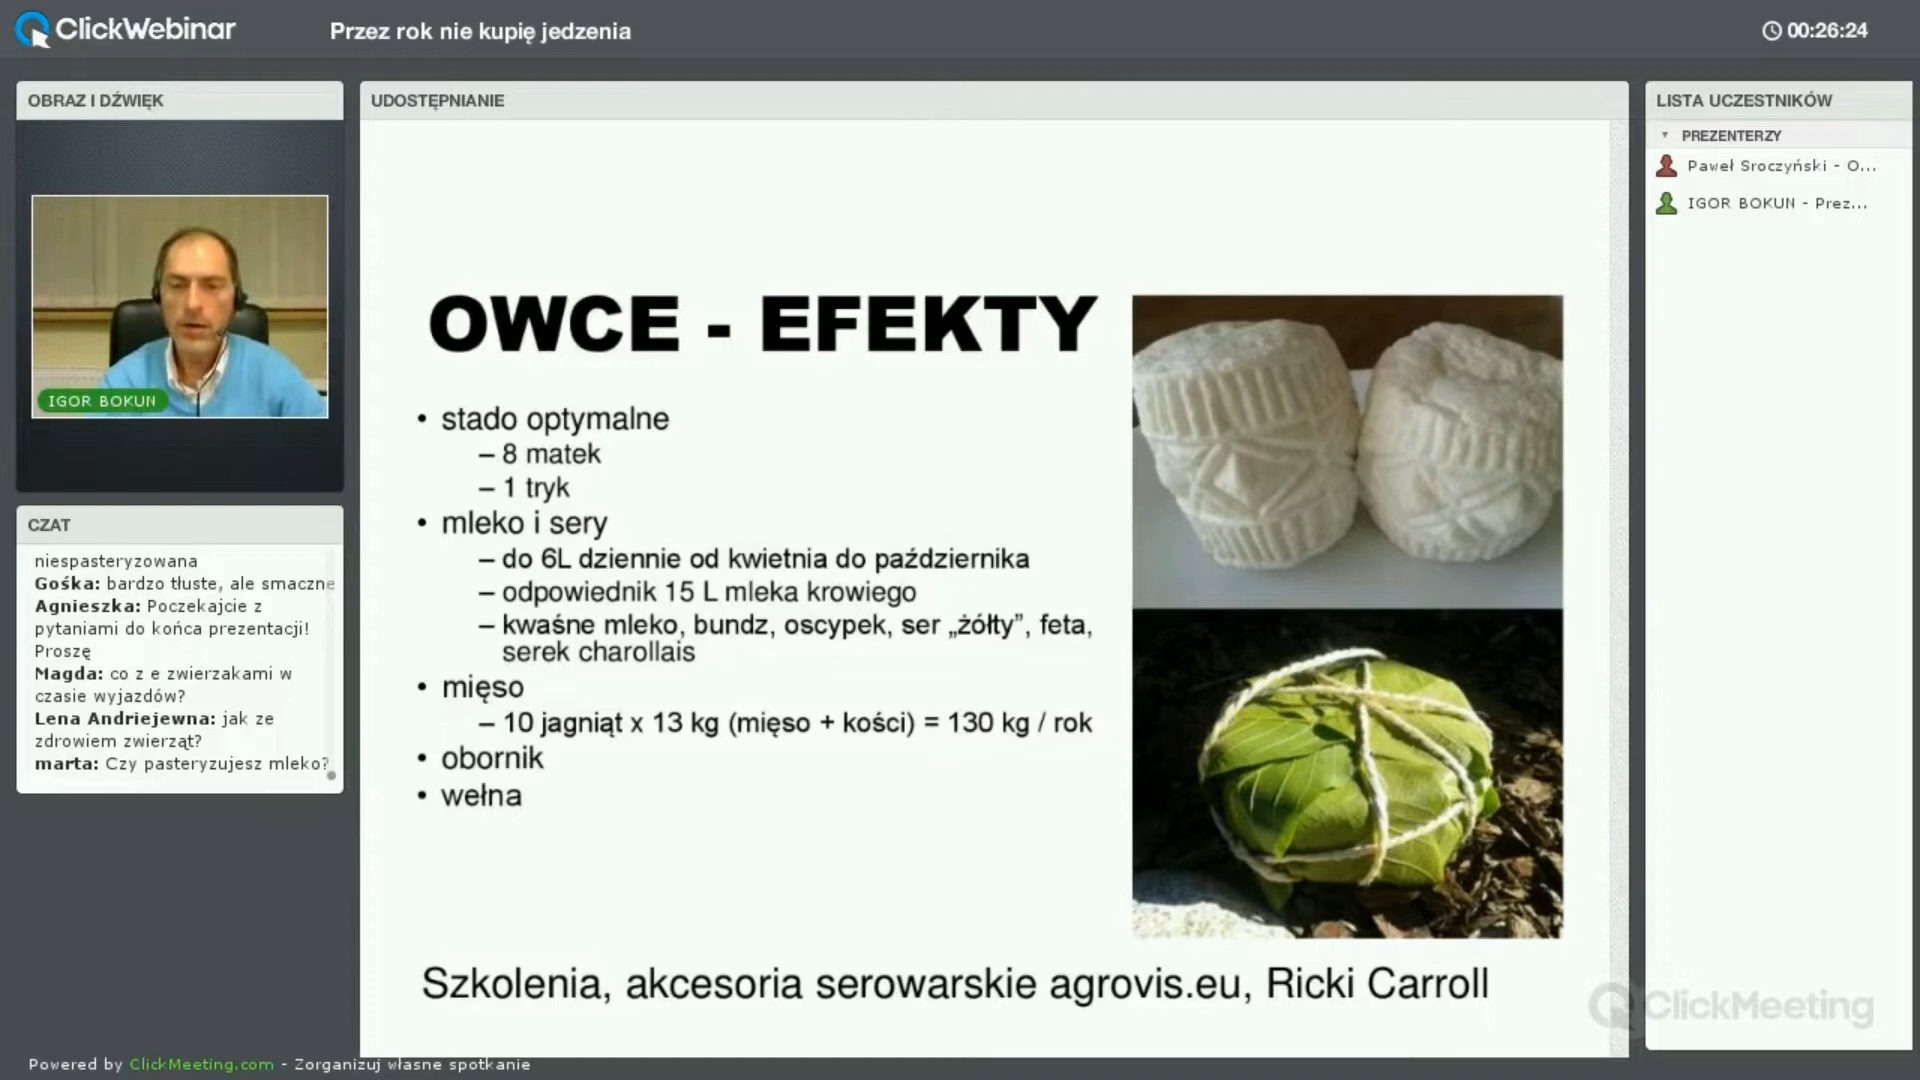 ClickWebinar
Przez rok nie kupię jedzenia
00:26:24
OBRAZ I DŹWIĘK
IGOR BOKUN
CZAT
niespasteryzowana
Gośka: bardzo tłuste, ale smaczne
Agnieszka: Poczekajcie z
pytaniami do końca prezentacji!
Proszę
Magda: co z e zwierzakami w
czasie wyjazdów?
Lena Andriejewna: jak ze
zdrowiem zwierząt?
marta: Czy pasteryzujesz mleko?
UDOSTĘPNIANIE
OWCE - EFEKTY
• stado optymalne
– 8 matek
– 1 tryk
• mleko i sery
– do 6L dziennie od kwietnia do października
– odpowiednik 15 L mleka krowiego
– kwaśne mleko, bundz, oscypek, ser „żółty”, feta,
serek charollais
• mięso
– 10 jagniąt x 13 kg (mięso + kości) = 130 kg / rok
• obornik
• wełna
Szkolenia, akcesoria serowarskie agrovis.eu, Ricki Carroll
LISTA UCZESTNIKÓW
PREZENTERZY
Paweł Sroczyński - O...
IGOR BOKUN - Prez...
ClickMeeting
Powered by ClickMeeting.com - Zorganizuj własne spotkanie